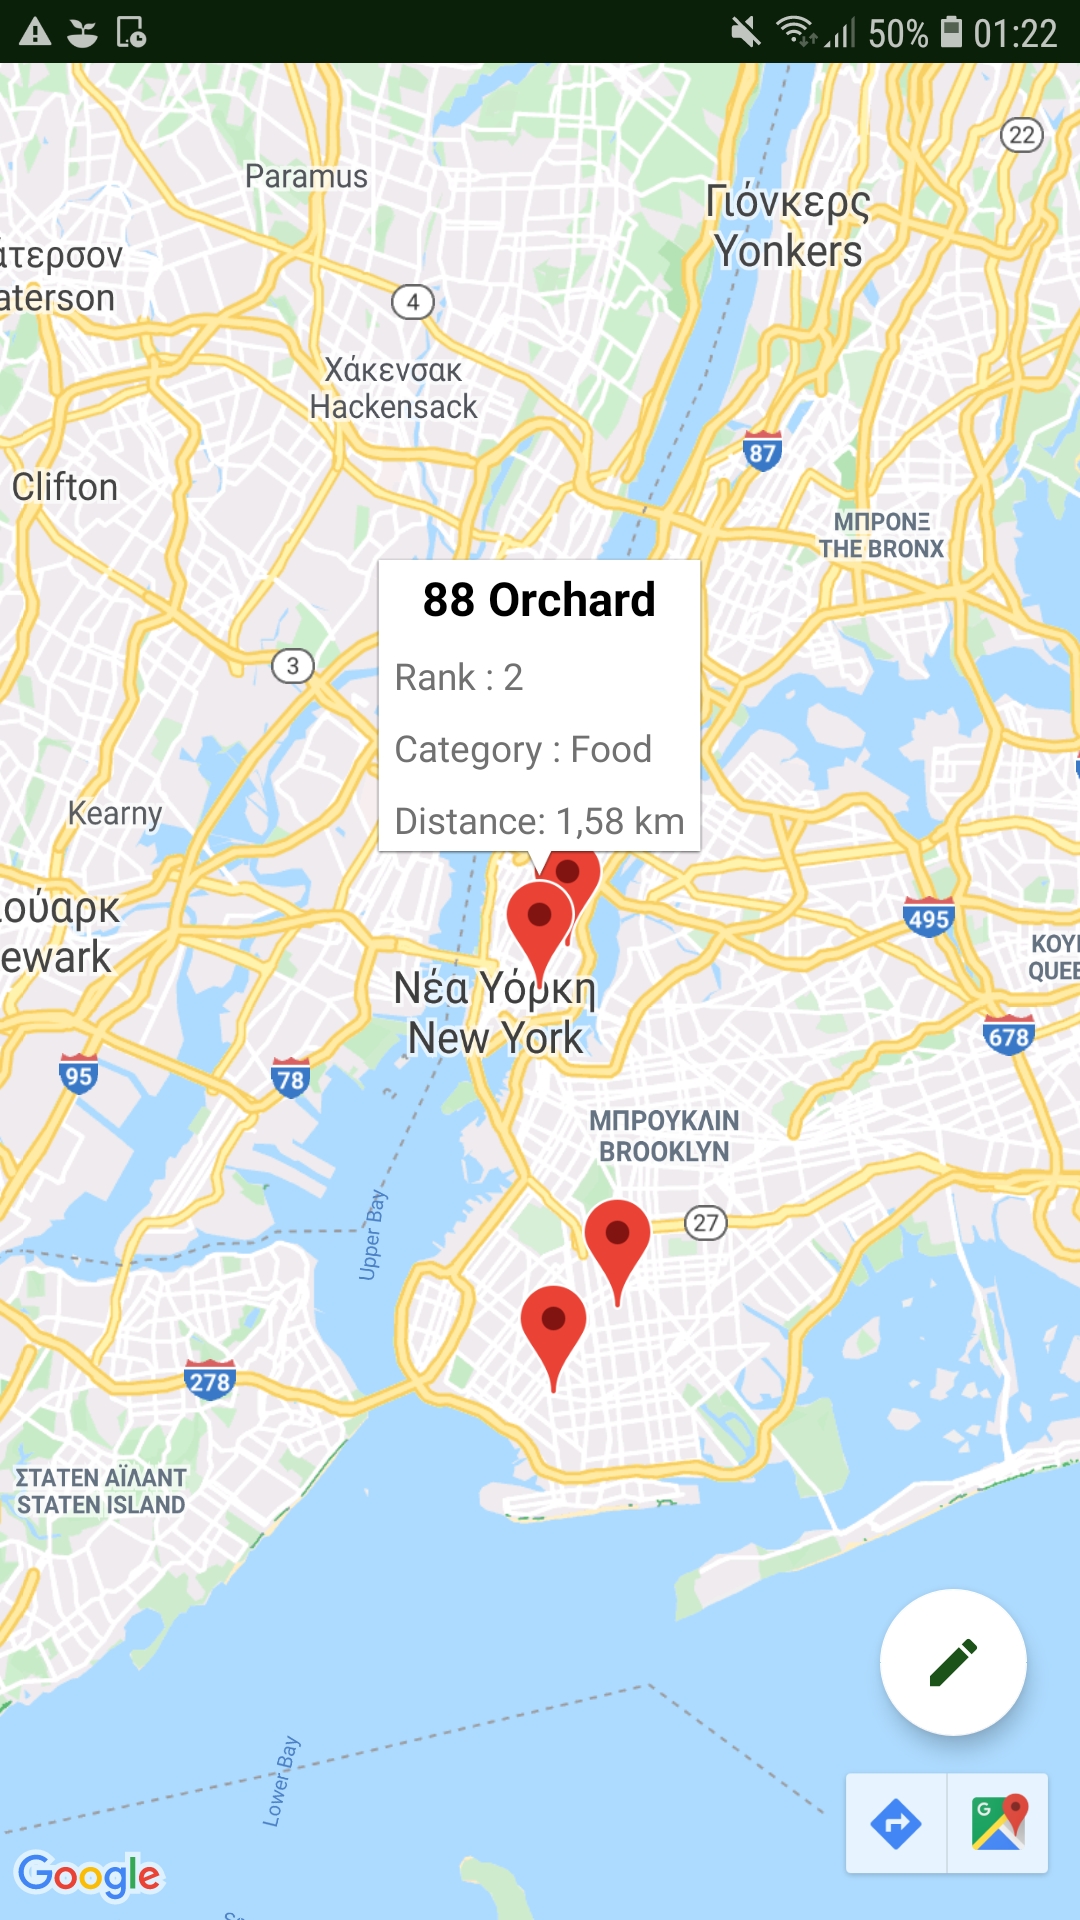 50% 01:22
22
Paramus
Γιόνκερς
Yonkers
άτερσον
aterson
4
Χάκενσακ
Hackensack
87
Clifton
ΜΠΡΟΝΞ
THE BRONX
88 Orchard
3
Rank : 2
Category : Food
Distance: 1,58 km
Kearny
ούαρκ
ewark
495
ΚΟΥΙ
QUEE
Νέα Υόρκη
New York
678
95
78
ΜΠΡΟΥΚΛΙΝ
BROOKLYN
Upper Bay
27
278
ΣΤΑΤΕΝ ΑΪΛΑΝΤ
STATEN ISLAND
Lower Bay
G
Google